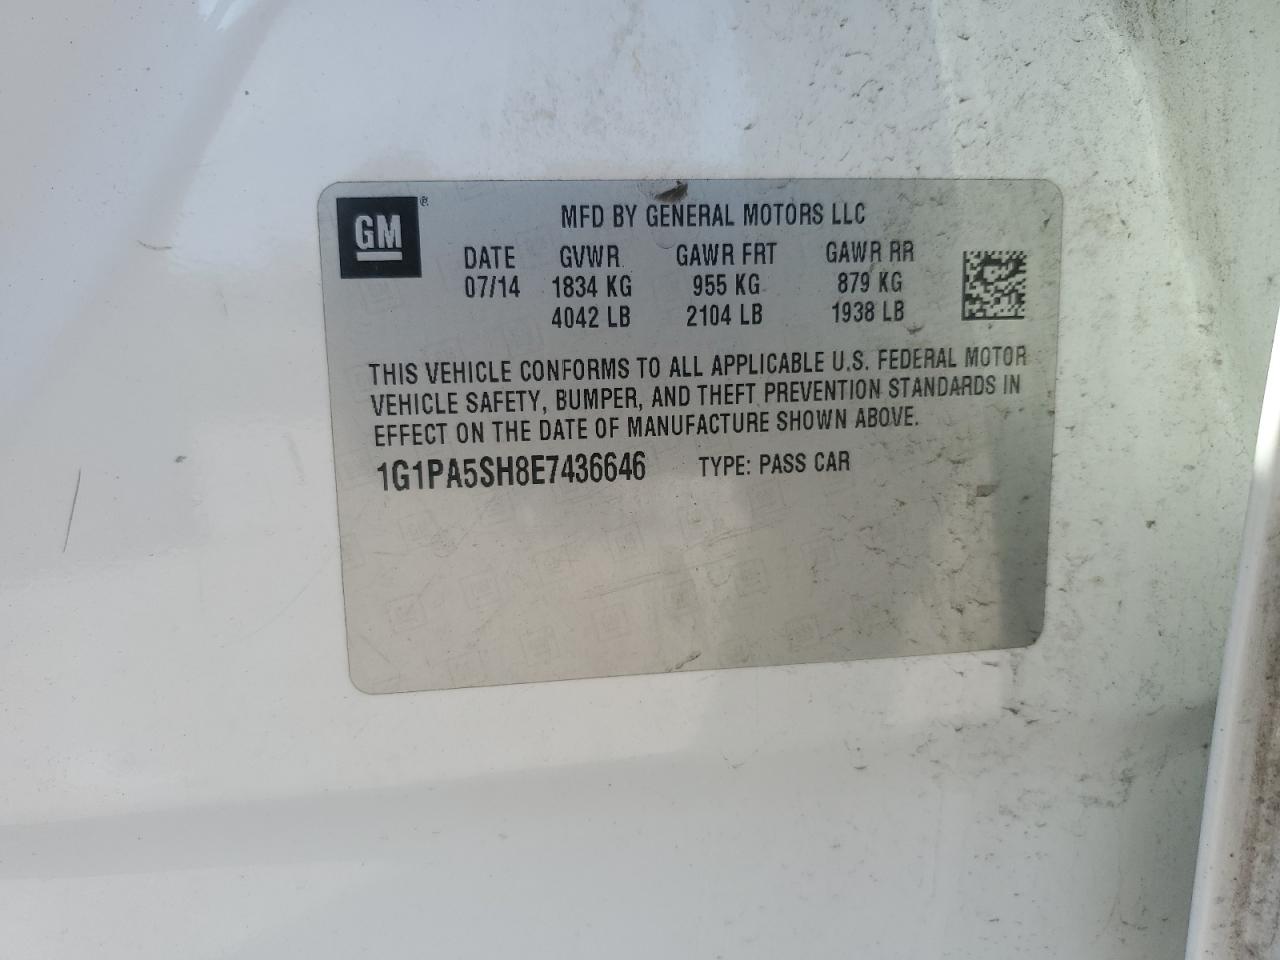 GM ®
MFD BY GENERAL MOTORS LLC
DATE GVWR GAWR FRT GAWR RR
07/14 1834 KG 955 KG 879 KG
4042 LB 2104 LB 1938 LB
THIS VEHICLE CONFORMS TO ALL APPLICABLE U.S. FEDERAL MOTOR
VEHICLE SAFETY, BUMPER, AND THEFT PREVENTION STANDARDS IN
EFFECT ON THE DATE OF MANUFACTURE SHOWN ABOVE.
1G1PA5SH8E7436646 TYPE: PASS CAR